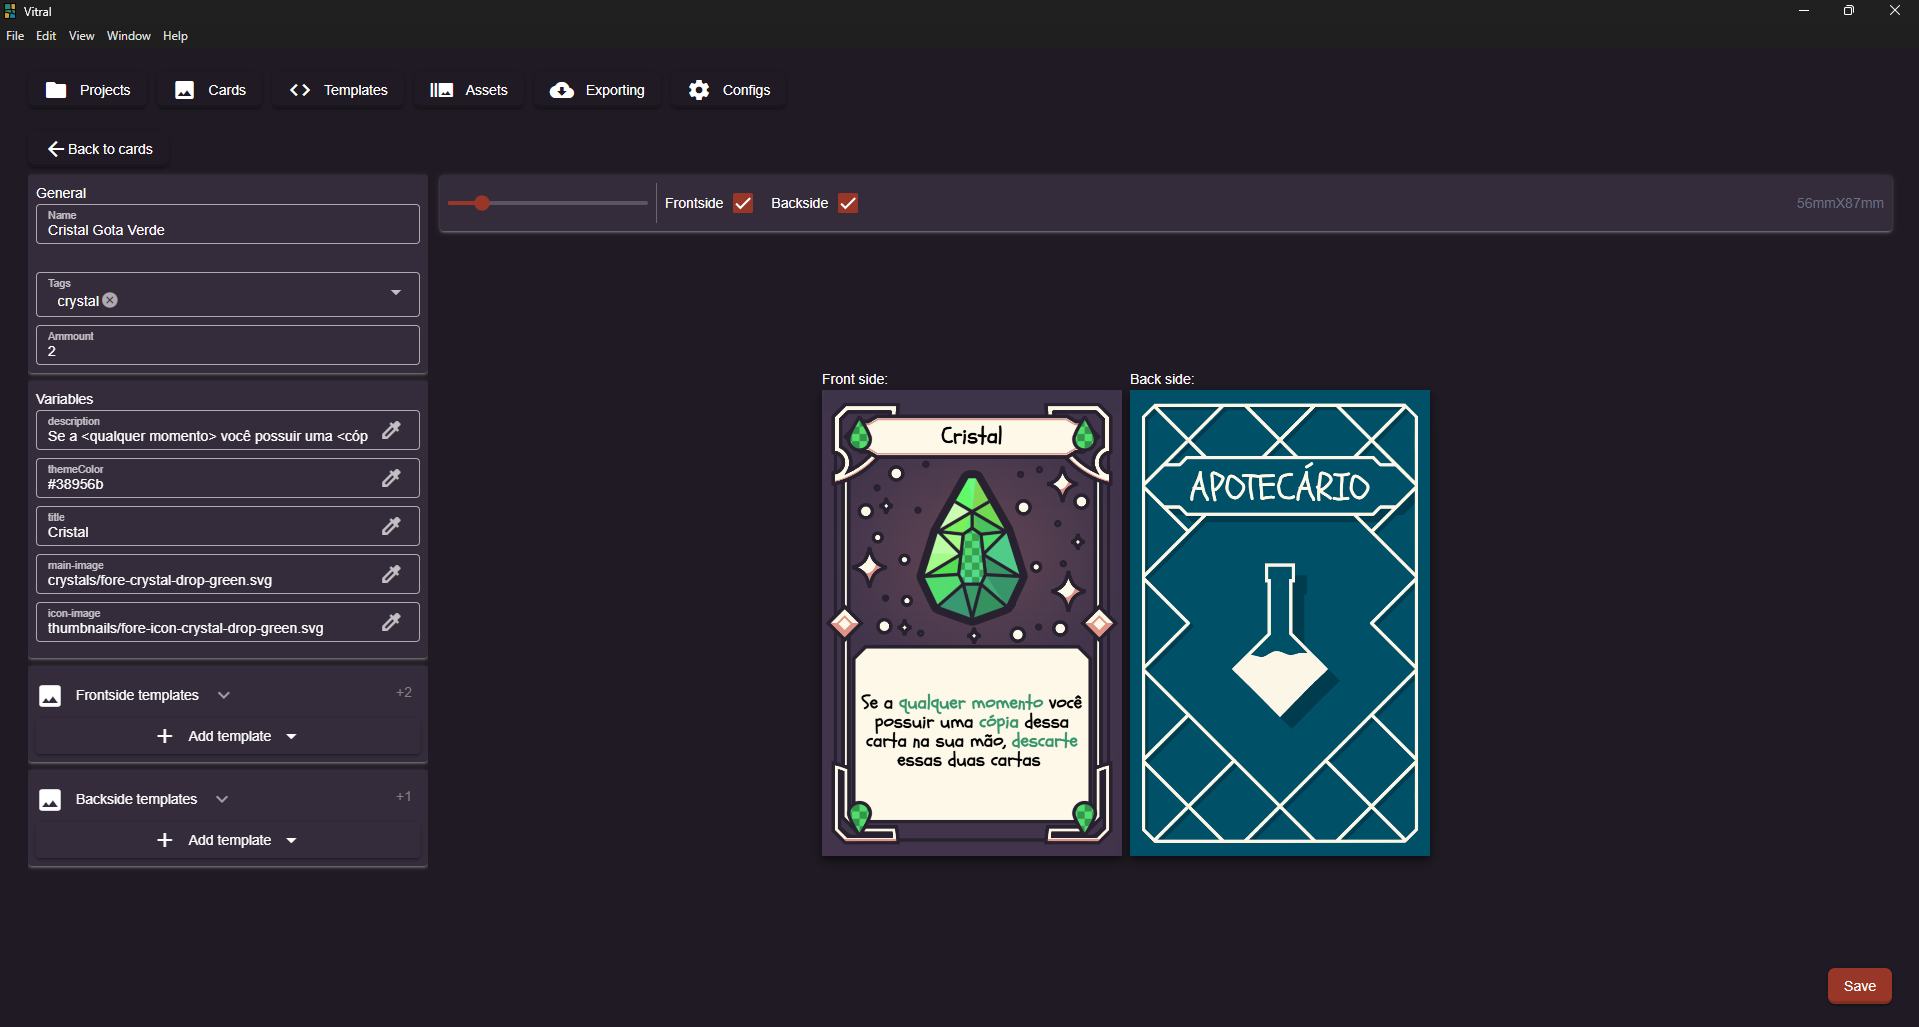 Vitral
File Edit View Window Help
Projects Cards Templates Assets Exporting Configs
Back to cards
General
Name
Cristal Gota Verde
Tags
crystal
Ammount
2
Variables
description
Se a <qualquer momento> você possuir uma <cóp
themeColor
#38956b
title
Cristal
main-image
crystals/fore-crystal-drop-green.svg
icon-image
thumbnails/fore-icon-crystal-drop-green.svg
Frontside templates +2
Add template
Backside templates +1
Add template
Frontside Backside 56mmX87mm
Front side:
Cristal
Se a qualquer momento você
possuir uma cópia dessa
carta na sua mão, descarte
essas duas cartas
Back side:
APOTECÁRIO
Save